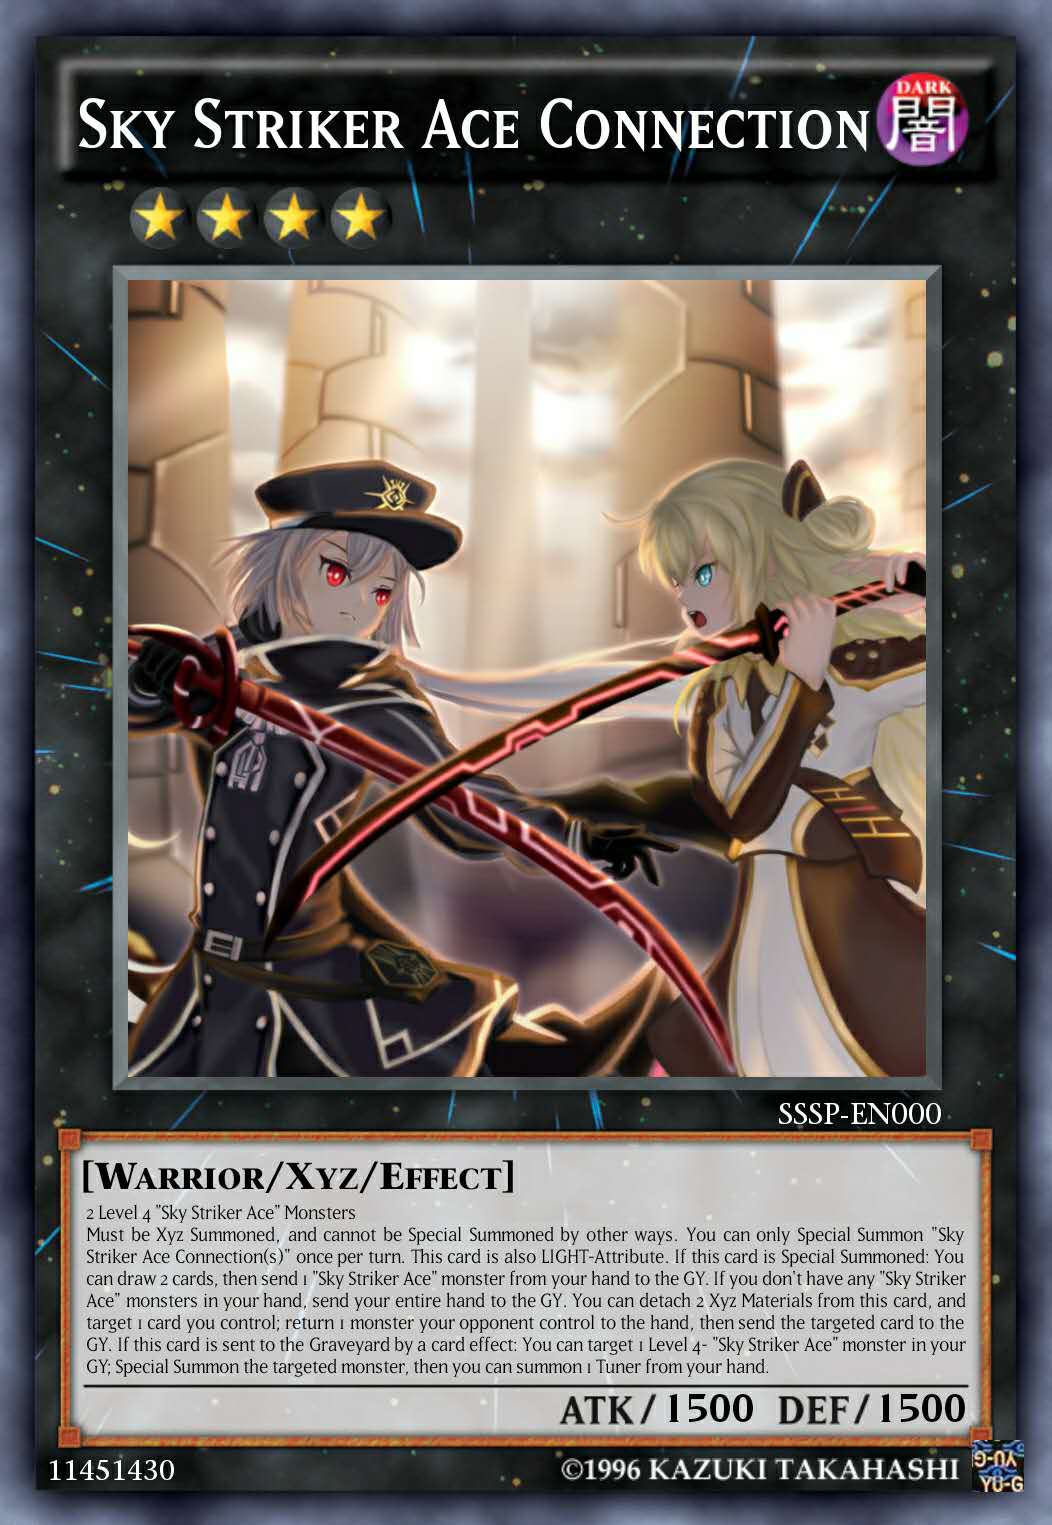 Sky Striker Ace Connection
DARK
闇
SSSP-EN000
[Warrior/Xyz/Effect]
2 Level 4 "Sky Striker Ace" Monsters
Must be Xyz Summoned, and cannot be Special Summoned by other ways. You can only Special Summon "Sky
Striker Ace Connection(s)" once per turn. This card is also LIGHT-Attribute. If this card is Special Summoned: You
can draw 2 cards, then send 1 "Sky Striker Ace" monster from your hand to the GY. If you don't have any "Sky Striker
Ace" monsters in your hand, send your entire hand to the GY. You can detach 2 Xyz Materials from this card, and
target 1 card you control; return 1 monster your opponent control to the hand, then send the targeted card to the
GY. If this card is sent to the Graveyard by a card effect: You can target 1 Level 4- "Sky Striker Ace" monster in your
GY; Special Summon the targeted monster, then you can summon 1 Tuner from your hand.
ATK/1500 DEF/1500
11451430
©1996 KAZUKI TAKAHASHI
YU-G